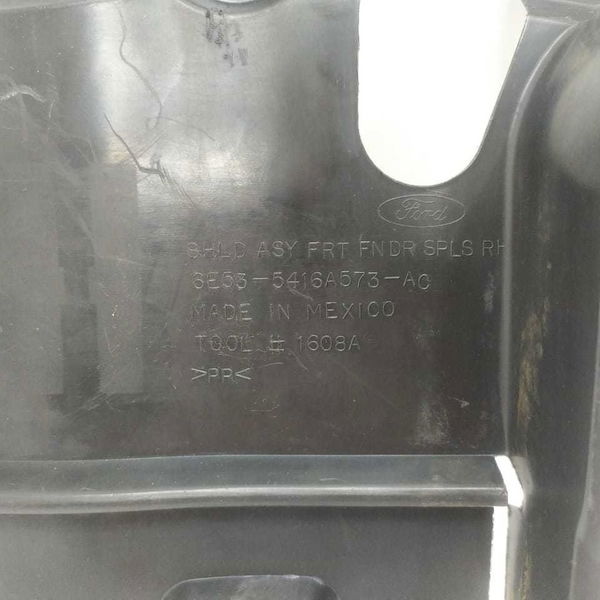 Ford
SHLD ASY FRT FNDR SPLS RH
6E53-5416A573-AC
MADE IN MEXICO
TOOL # 1608A
>PP<